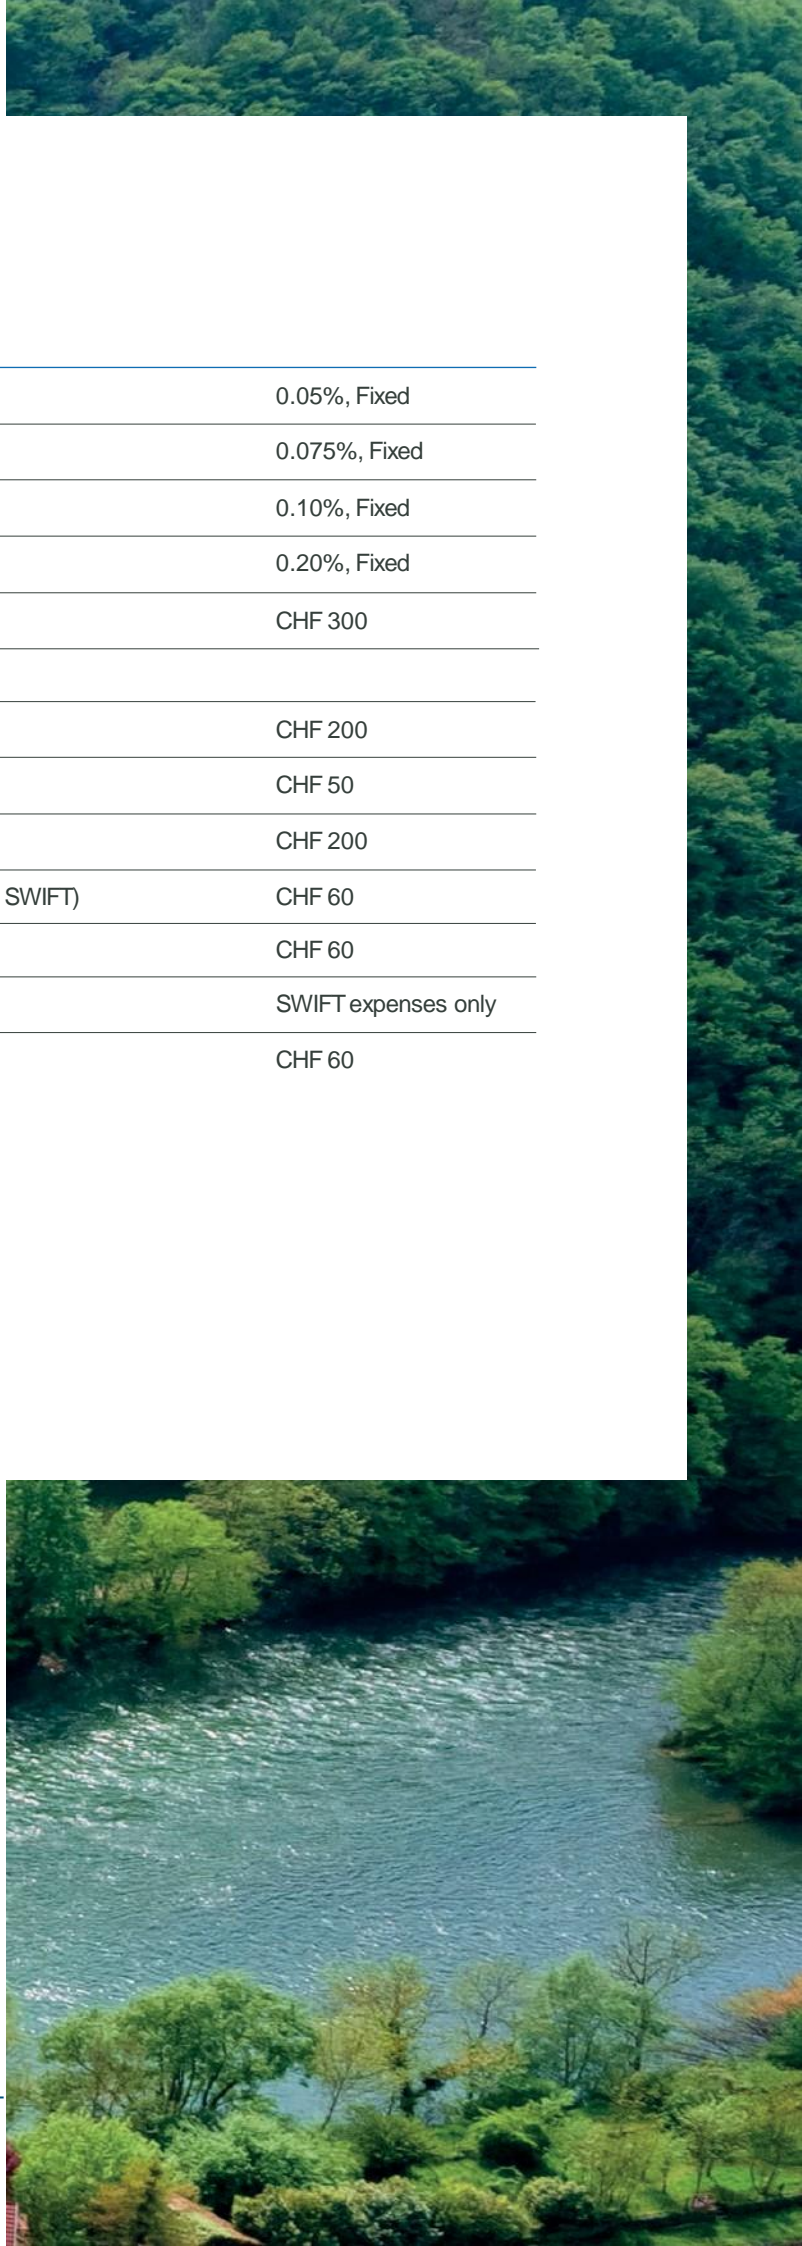 0.05%, Fixed
0.075%, Fixed
0.10%, Fixed
0.20%, Fixed
CHF 300
CHF 200
CHF 50
CHF 200
SWIFT) CHF 60
CHF 60
SWIFT expenses only
CHF 60